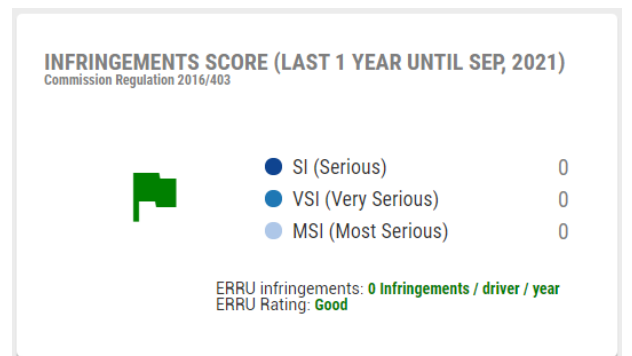 INFRINGEMENTS SCORE (LAST 1 YEAR UNTIL SEP, 2021)
Commission Regulation 2016/403
SI (Serious) 0
VSI (Very Serious) 0
MSI (Most Serious) 0
ERRU infringements: 0 Infringements / driver / year
ERRU Rating: Good